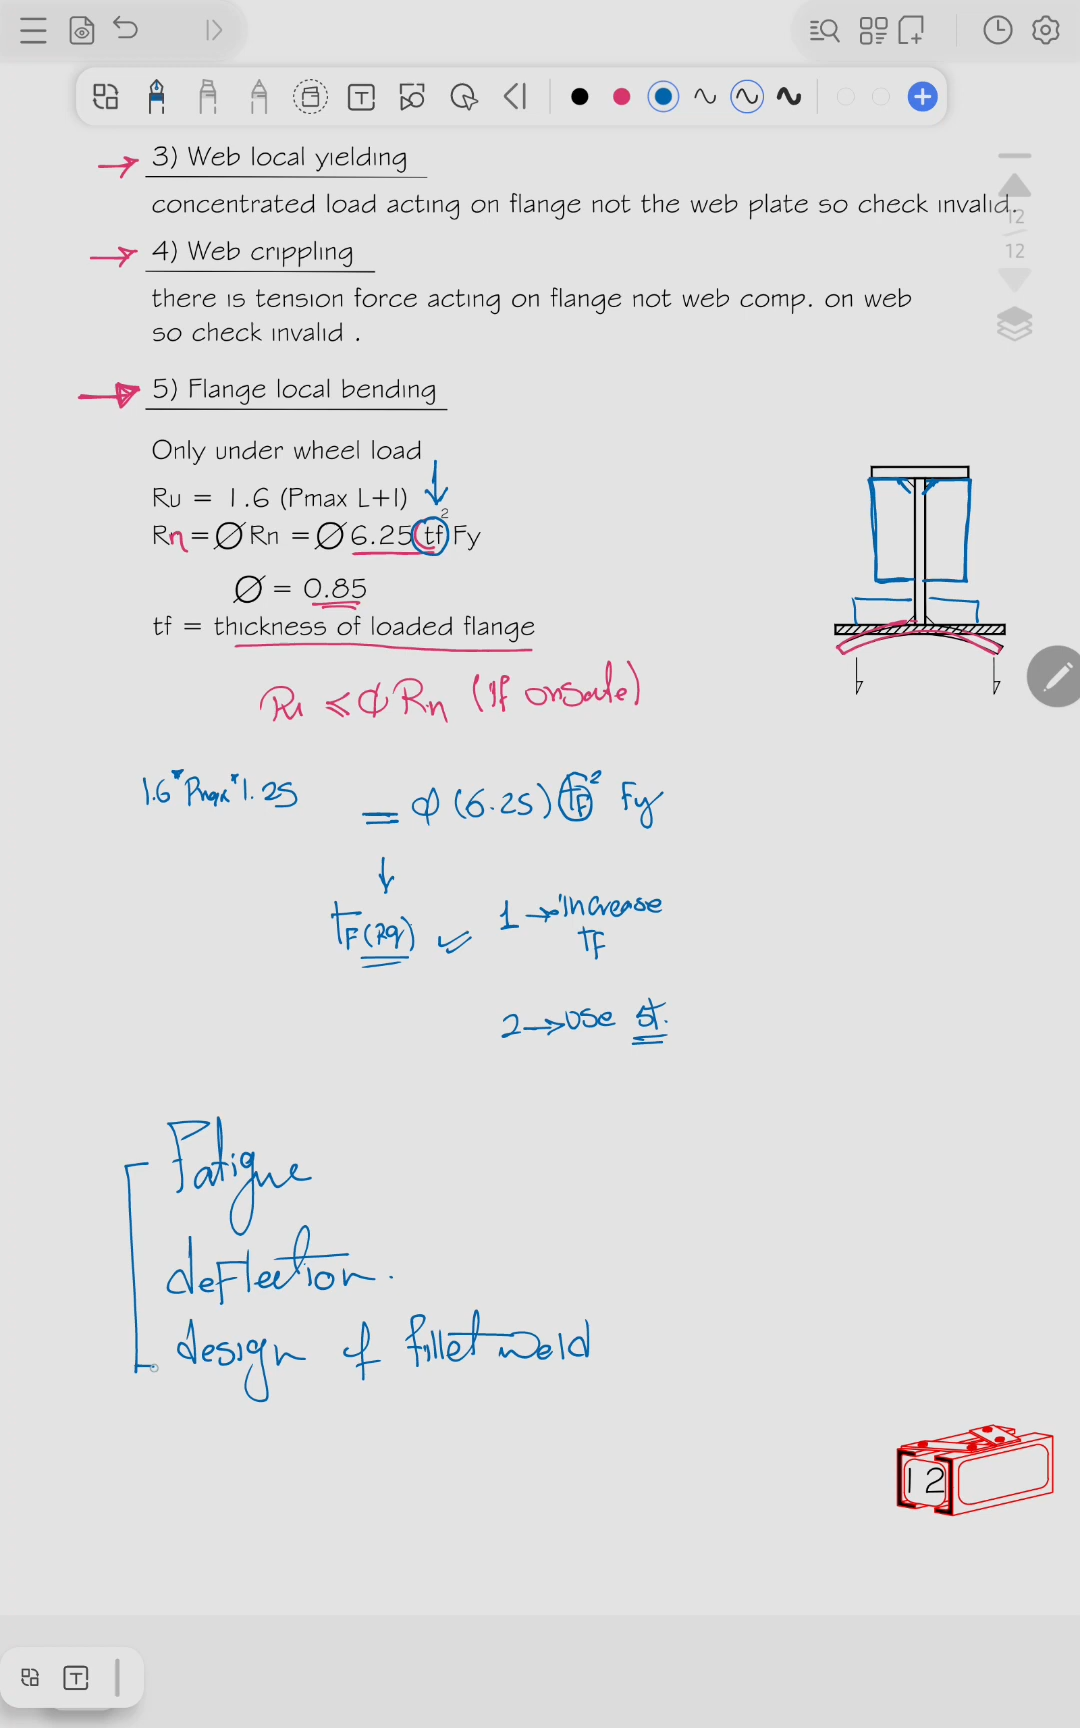 3) Web local yielding
concentrated load acting on flange not the web plate so check invalid.
12
12
4) Web crippling
there is tension force acting on flange not web comp. on web
so check invalid .
5) Flange local bending
Only under wheel load
Ru = 1.6 (Pmax L+I)
Rn = Ø Rn = Ø 6.25 tf² Fy
Ø = 0.85
tf = thickness of loaded flange
Ru ≤ ϕ Rn (if unsafe)
1.6 * Pmax * 1.25 = ϕ (6.25) tF² Fy
↓
tF(Rq) ✓
1 → increase
tF
2 → use st.
Fatigue
deflection.
design of fillet weld
12